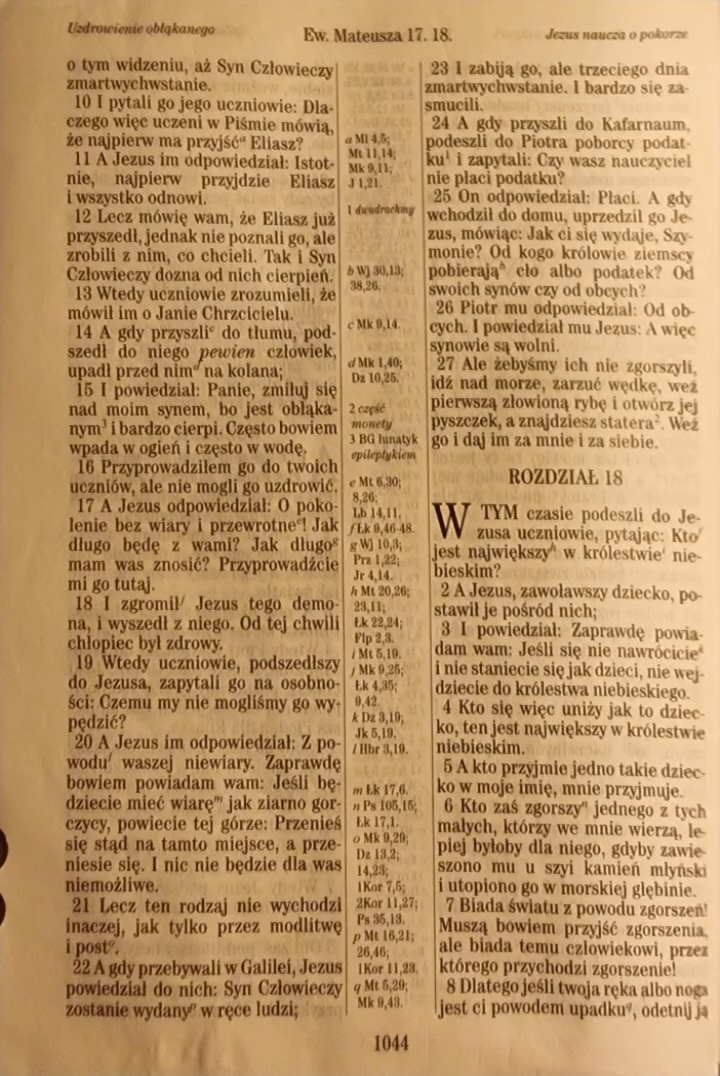 Uzdrowienie obłąkanego
Ew. Mateusza 17. 18.
Jezus naucza o pokorze
o tym widzeniu, aż Syn Człowieczy
zmartwychwstanie.
10 I pytali go jego uczniowie: Dla-
czego więc uczeni w Piśmie mówią,
że najpierw ma przyjśćᵃ Eliasz?
11 A Jezus im odpowiedział: Istot-
nie, najpierw przyjdzie Eliasz
i wszystko odnowi.
12 Lecz mówię wam, że Eliasz już
przyszedł, jednak nie poznali go, ale
zrobili z nim, co chcieli. Tak i Syn
Człowieczy dozna od nich cierpień.
13 Wtedy uczniowie zrozumieli, że
mówił im o Janie Chrzcicielu.
14 A gdy przyszliᶜ do tłumu, pod-
szedł do niego pewien człowiek,
upadł przed nimᵈ na kolana;
15 I powiedział: Panie, zmiłuj się
nad moim synem, bo jest obłąka-
nym³ i bardzo cierpi. Często bowiem
wpada w ogień i często w wodę.
16 Przyprowadziłem go do twoich
uczniów, ale nie mogli go uzdrowić.
17 A Jezus odpowiedział: O poko-
lenie bez wiary i przewrotneᵉ! Jak
długo będę z wami? Jak długoᵍ
mam was znosić? Przyprowadźcie
mi go tutaj.
18 I zgromiłʲ Jezus tego demo-
na, i wyszedł z niego. Od tej chwili
chłopiec był zdrowy.
19 Wtedy uczniowie, podszedłszy
do Jezusa, zapytali go na osobno-
ści: Czemu my nie mogliśmy go wy-
pędzić?
20 A Jezus im odpowiedział: Z po-
woduˡ waszej niewiary. Zaprawdę
bowiem powiadam wam: Jeśli bę-
dziecie mieć wiaręᵐ jak ziarno gor-
czycy, powiecie tej górze: Przenieś
się stąd na tamto miejsce, a prze-
niesie się. I nic nie będzie dla was
niemożliwe.
21 Lecz ten rodzaj nie wychodzi
inaczej, jak tylko przez modlitwę
i postᵒ.
22 A gdy przebywali w Galilei, Jezus
powiedział do nich: Syn Człowieczy
zostanie wydanyᵖ w ręce ludzi;
a Ml 4,5;
Mt 11,14;
Mk 9,11;
J 1,21.
1 dwudrachmy
b Wj 30,13;
38,26.
c Mk 9,14.
d Mk 1,40;
Dz 10,25.
2 część
monety
3 BG lunatyk
epileptykiem
e Mt 6,30;
8,26;
Łk 14,11.
f Łk 9,46-48.
g Wj 10,3;
Prz 1,22;
Jr 4,14.
h Mt 20,26;
23,11;
Łk 22,24;
Flp 2,3.
i Mt 5,19.
j Mk 9,25;
Łk 4,35;
9,42.
k Dz 3,19;
Jk 5,19.
l Hbr 3,19.
m Łk 17,6.
n Ps 105,15;
Łk 17,1.
o Mk 9,29;
Dz 13,2;
14,23;
1Kor 7,5;
2Kor 11,27;
Ps 35,13.
p Mt 16,21;
26,46;
1Kor 11,23.
q Mt 5,29;
Mk 9,43.
23 I zabiją go, ale trzeciego dnia
zmartwychwstanie. I bardzo się za-
smucili.
24 A gdy przyszli do Kafarnaum,
podeszli do Piotra poborcy podat-
ku¹ i zapytali: Czy wasz nauczyciel
nie płaci podatku?
25 On odpowiedział: Płaci. A gdy
wchodził do domu, uprzedził go Je-
zus, mówiąc: Jak ci się wydaje, Szy-
monie? Od kogo królowie ziemscy
pobierająᵇ cło albo podatek? Od
swoich synów czy od obcych?
26 Piotr mu odpowiedział: Od ob-
cych. I powiedział mu Jezus: A więc
synowie są wolni.
27 Ale żebyśmy ich nie zgorszyli,
idź nad morze, zarzuć wędkę, weź
pierwszą złowioną rybę i otwórz jej
pyszczek, a znajdziesz statera². Weź
go i daj im za mnie i za siebie.
ROZDZIAŁ 18
W TYM czasie podeszli do Je-
zusa uczniowie, pytając: Ktoᶠ
jest największyʰ w królestwieⁱ nie-
bieskim?
2 A Jezus, zawoławszy dziecko, po-
stawił je pośród nich;
3 I powiedział: Zaprawdę powia-
dam wam: Jeśli się nie nawrócicieᵏ
i nie staniecie się jak dzieci, nie wej-
dziecie do królestwa niebieskiego.
4 Kto się więc uniży jak to dziec-
ko, ten jest największy w królestwie
niebieskim.
5 A kto przyjmie jedno takie dziec-
ko w moje imię, mnie przyjmuje.
6 Kto zaś zgorszyⁿ jednego z tych
małych, którzy we mnie wierzą, le-
piej byłoby dla niego, gdyby zawie-
szono mu u szyi kamień młyński
i utopiono go w morskiej głębinie.
7 Biada światu z powodu zgorszeń!
Muszą bowiem przyjść zgorszenia,
ale biada temu człowiekowi, przez
którego przychodzi zgorszenie!
8 Dlatego jeśli twoja ręka albo noga
jest ci powodem upadkuq, odetnij ją
1044